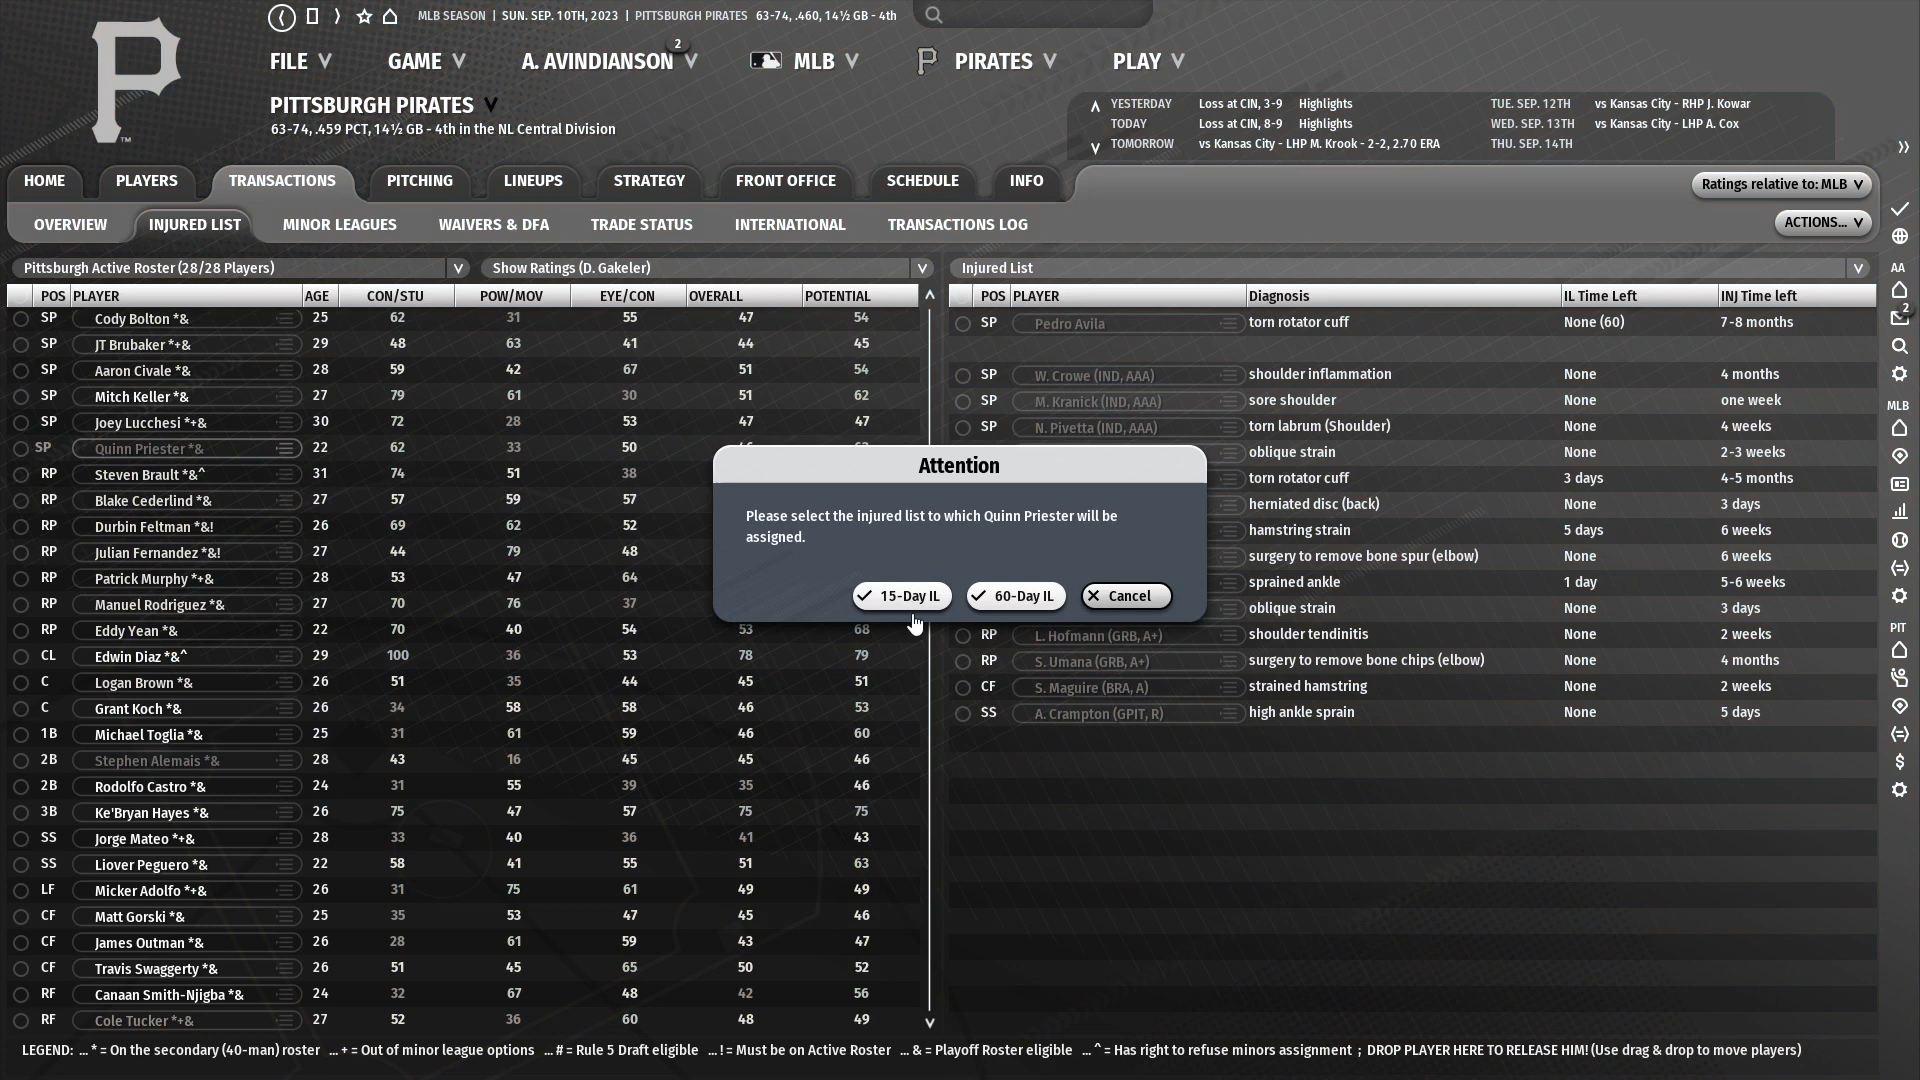 MLB SEASON | SUN. SEP. 10TH, 2023 | PITTSBURGH PIRATES 63-74, .460, 14½ GB - 4th
FILE GAME A. AVINDIANSON 2 MLB PIRATES PLAY
P
PITTSBURGH PIRATES
63-74, .459 PCT, 14½ GB - 4th in the NL Central Division
YESTERDAY Loss at CIN, 3-9 Highlights TUE. SEP. 12TH vs Kansas City - RHP J. Kowar
TODAY Loss at CIN, 8-9 Highlights WED. SEP. 13TH vs Kansas City - LHP A. Cox
TOMORROW vs Kansas City - LHP M. Krook - 2-2, 2.70 ERA THU. SEP. 14TH
HOME PLAYERS TRANSACTIONS PITCHING LINEUPS STRATEGY FRONT OFFICE SCHEDULE INFO
Ratings relative to: MLB
OVERVIEW INJURED LIST MINOR LEAGUES WAIVERS & DFA TRADE STATUS INTERNATIONAL TRANSACTIONS LOG
ACTIONS...
Pittsburgh Active Roster (28/28 Players) Show Ratings (D. Gakeler)
POS PLAYER AGE CON/STU POW/MOV EYE/CON OVERALL POTENTIAL
SP Cody Bolton *& 25 62 31 55 47 54
SP JT Brubaker *+& 29 48 63 41 44 45
SP Aaron Civale *& 28 59 42 67 51 54
SP Mitch Keller *& 27 79 61 30 51 62
SP Joey Lucchesi *+& 30 72 28 53 47 47
SP Quinn Priester *& 22 62 33 50
RP Steven Brault *&^ 31 74 51 38
RP Blake Cederlind *& 27 57 59 57
RP Durbin Feltman *&! 26 69 62 52
RP Julian Fernandez *&! 27 44 79 48
RP Patrick Murphy *+& 28 53 47 64
RP Manuel Rodriguez *& 27 70 76 37
RP Eddy Yean *& 22 70 40 54 53 68
CL Edwin Diaz *&^ 29 100 36 53 78 79
C Logan Brown *& 26 51 35 44 45 51
C Grant Koch *& 26 34 58 58 46 53
1B Michael Toglia *& 25 31 61 59 46 60
2B Stephen Alemais *& 28 43 16 45 45 46
2B Rodolfo Castro *& 24 31 55 39 35 46
3B Ke'Bryan Hayes *& 26 75 47 57 75 75
SS Jorge Mateo *+& 28 33 40 36 41 43
SS Liover Peguero *& 22 58 41 55 51 63
LF Micker Adolfo *+& 26 31 75 61 49 49
CF Matt Gorski *& 25 35 53 47 45 46
CF James Outman *& 26 28 61 59 43 47
CF Travis Swaggerty *& 26 51 45 65 50 52
RF Canaan Smith-Njigba *& 24 32 67 48 42 56
RF Cole Tucker *+& 27 52 36 60 48 49
Injured List
POS PLAYER Diagnosis IL Time Left INJ Time left
SP Pedro Avila torn rotator cuff None (60) 7-8 months
SP W. Crowe (IND, AAA) shoulder inflammation None 4 months
SP M. Kranick (IND, AAA) sore shoulder None one week
SP N. Pivetta (IND, AAA) torn labrum (Shoulder) None 4 weeks
oblique strain None 2-3 weeks
torn rotator cuff 3 days 4-5 months
herniated disc (back) None 3 days
hamstring strain 5 days 6 weeks
surgery to remove bone spur (elbow) None 6 weeks
sprained ankle 1 day 5-6 weeks
oblique strain None 3 days
RP L. Hofmann (GRB, A+) shoulder tendinitis None 2 weeks
RP S. Umana (GRB, A+) surgery to remove bone chips (elbow) None 4 months
CF S. Maguire (BRA, A) strained hamstring None 2 weeks
SS A. Crampton (GPIT, R) high ankle sprain None 5 days
Attention
Please select the injured list to which Quinn Priester will be
assigned.
15-Day IL 60-Day IL Cancel
AA
2
MLB
PIT
LEGEND: ... * = On the secondary (40-man) roster ... + = Out of minor league options ... # = Rule 5 Draft eligible ... ! = Must be on Active Roster ... & = Playoff Roster eligible ... ^ = Has right to refuse minors assignment ; DROP PLAYER HERE TO RELEASE HIM! (Use drag & drop to move players)